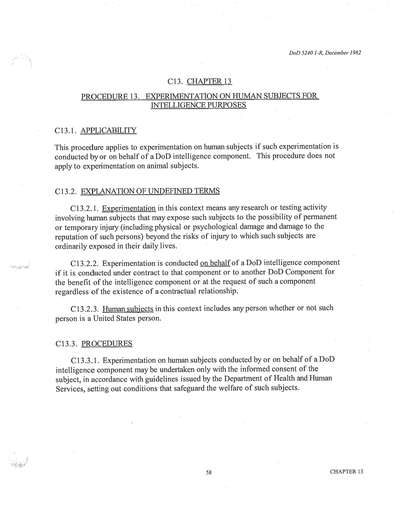 DoD 5240 1-R, December 1982
C13. CHAPTER 13
PROCEDURE 13. EXPERIMENTATION ON HUMAN SUBJECTS FOR
INTELLIGENCE PURPOSES
C13.1. APPLICABILITY
This procedure applies to experimentation on human subjects if such experimentation is
conducted by or on behalf of a DoD intelligence component. This procedure does not
apply to experimentation on animal subjects.
C13.2. EXPLANATION OF UNDEFINED TERMS
C13.2.1. Experimentation in this context means any research or testing activity
involving human subjects that may expose such subjects to the possibility of permanent
or temporary injury (including physical or psychological damage and damage to the
reputation of such persons) beyond the risks of injury to which such subjects are
ordinarily exposed in their daily lives.
C13.2.2. Experimentation is conducted on behalf of a DoD intelligence component
if it is conducted under contract to that component or to another DoD Component for
the benefit of the intelligence component or at the request of such a component
regardless of the existence of a contractual relationship.
C13.2.3. Human subjects in this context includes any person whether or not such
person is a United States person.
C13.3. PROCEDURES
C13.3.1. Experimentation on human subjects conducted by or on behalf of a DoD
intelligence component may be undertaken only with the informed consent of the
subject, in accordance with guidelines issued by the Department of Health and Human
Services, setting out conditions that safeguard the welfare of such subjects.
58
CHAPTER 13